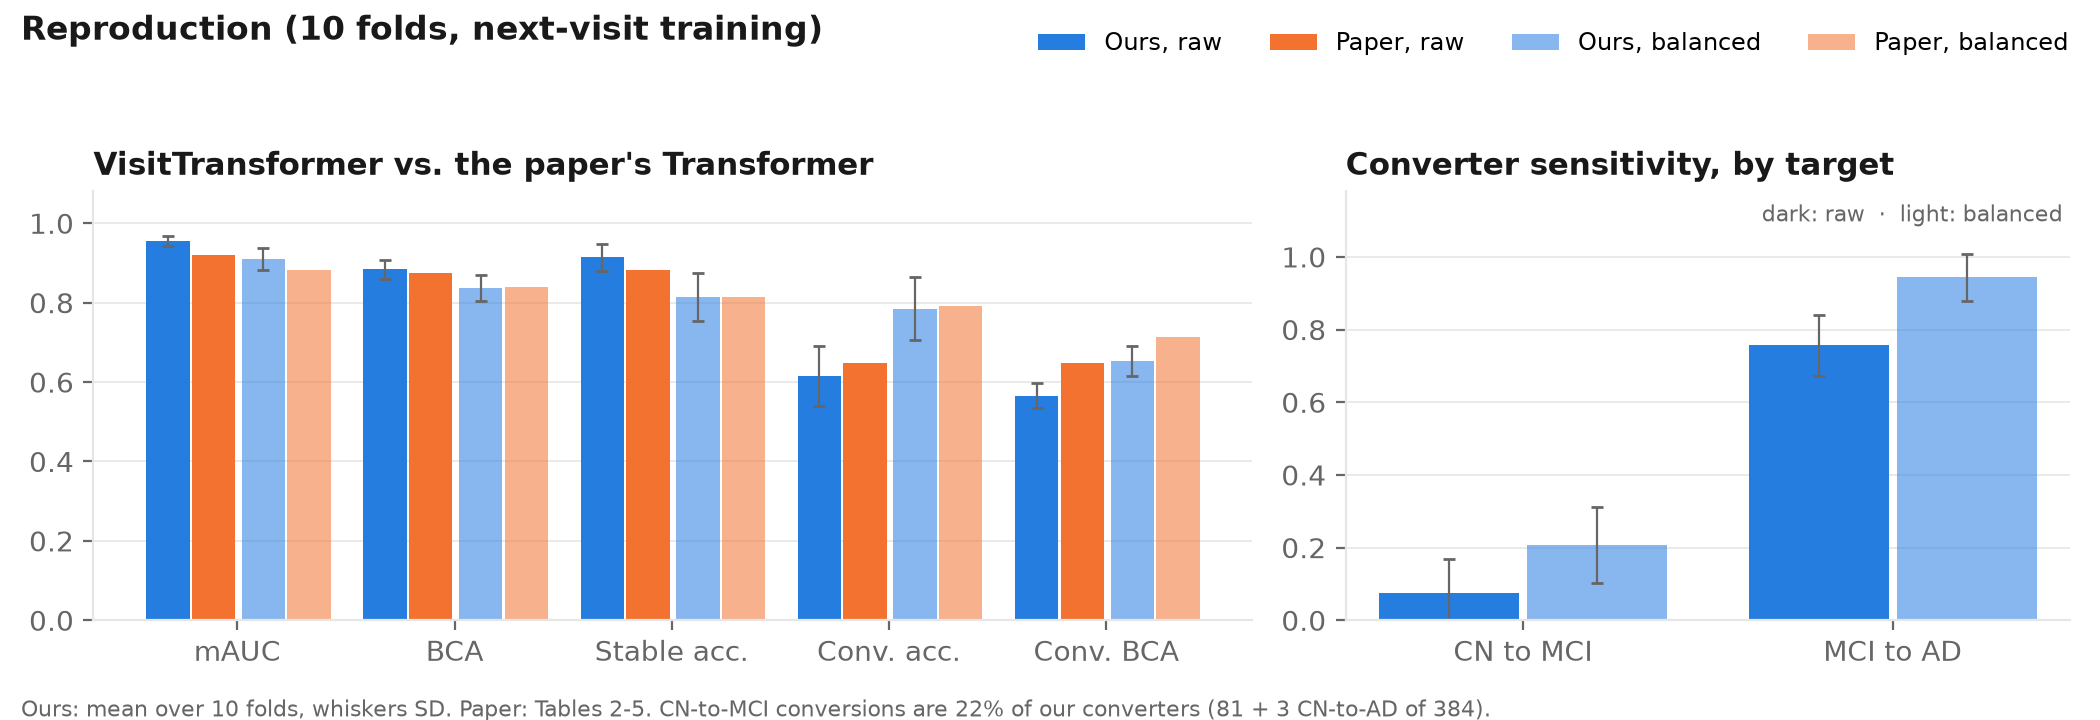 Reproduction (10 folds, next-visit training)
Ours, raw
Paper, raw
Ours, balanced
Paper, balanced
VisitTransformer vs. the paper's Transformer
1.0
0.8
0.6
0.4
0.2
0.0
mAUC
BCA
Stable acc.
Conv. acc.
Conv. BCA
Converter sensitivity, by target
dark: raw · light: balanced
1.0
0.8
0.6
0.4
0.2
0.0
CN to MCI
MCI to AD
Ours: mean over 10 folds, whiskers SD. Paper: Tables 2-5. CN-to-MCI conversions are 22% of our converters (81 + 3 CN-to-AD of 384).